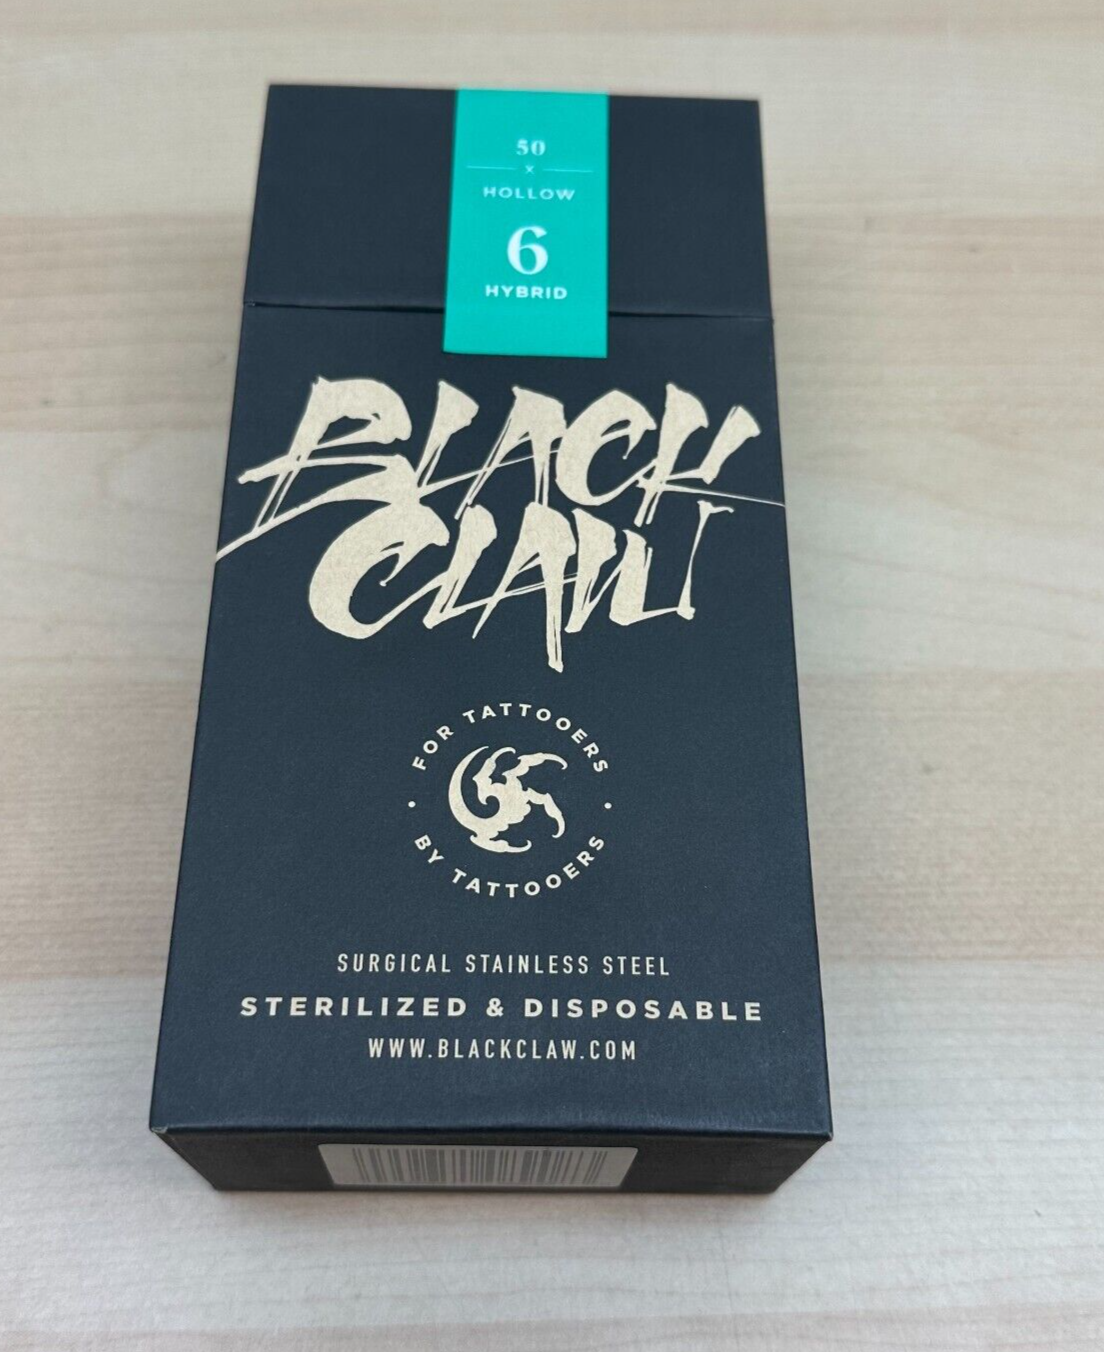 50
x
HOLLOW
6
HYBRID
BLACK
CLAW
FOR TATTOOERS
BY TATTOOERS
SURGICAL STAINLESS STEEL
STERILIZED & DISPOSABLE
WWW.BLACKCLAW.COM